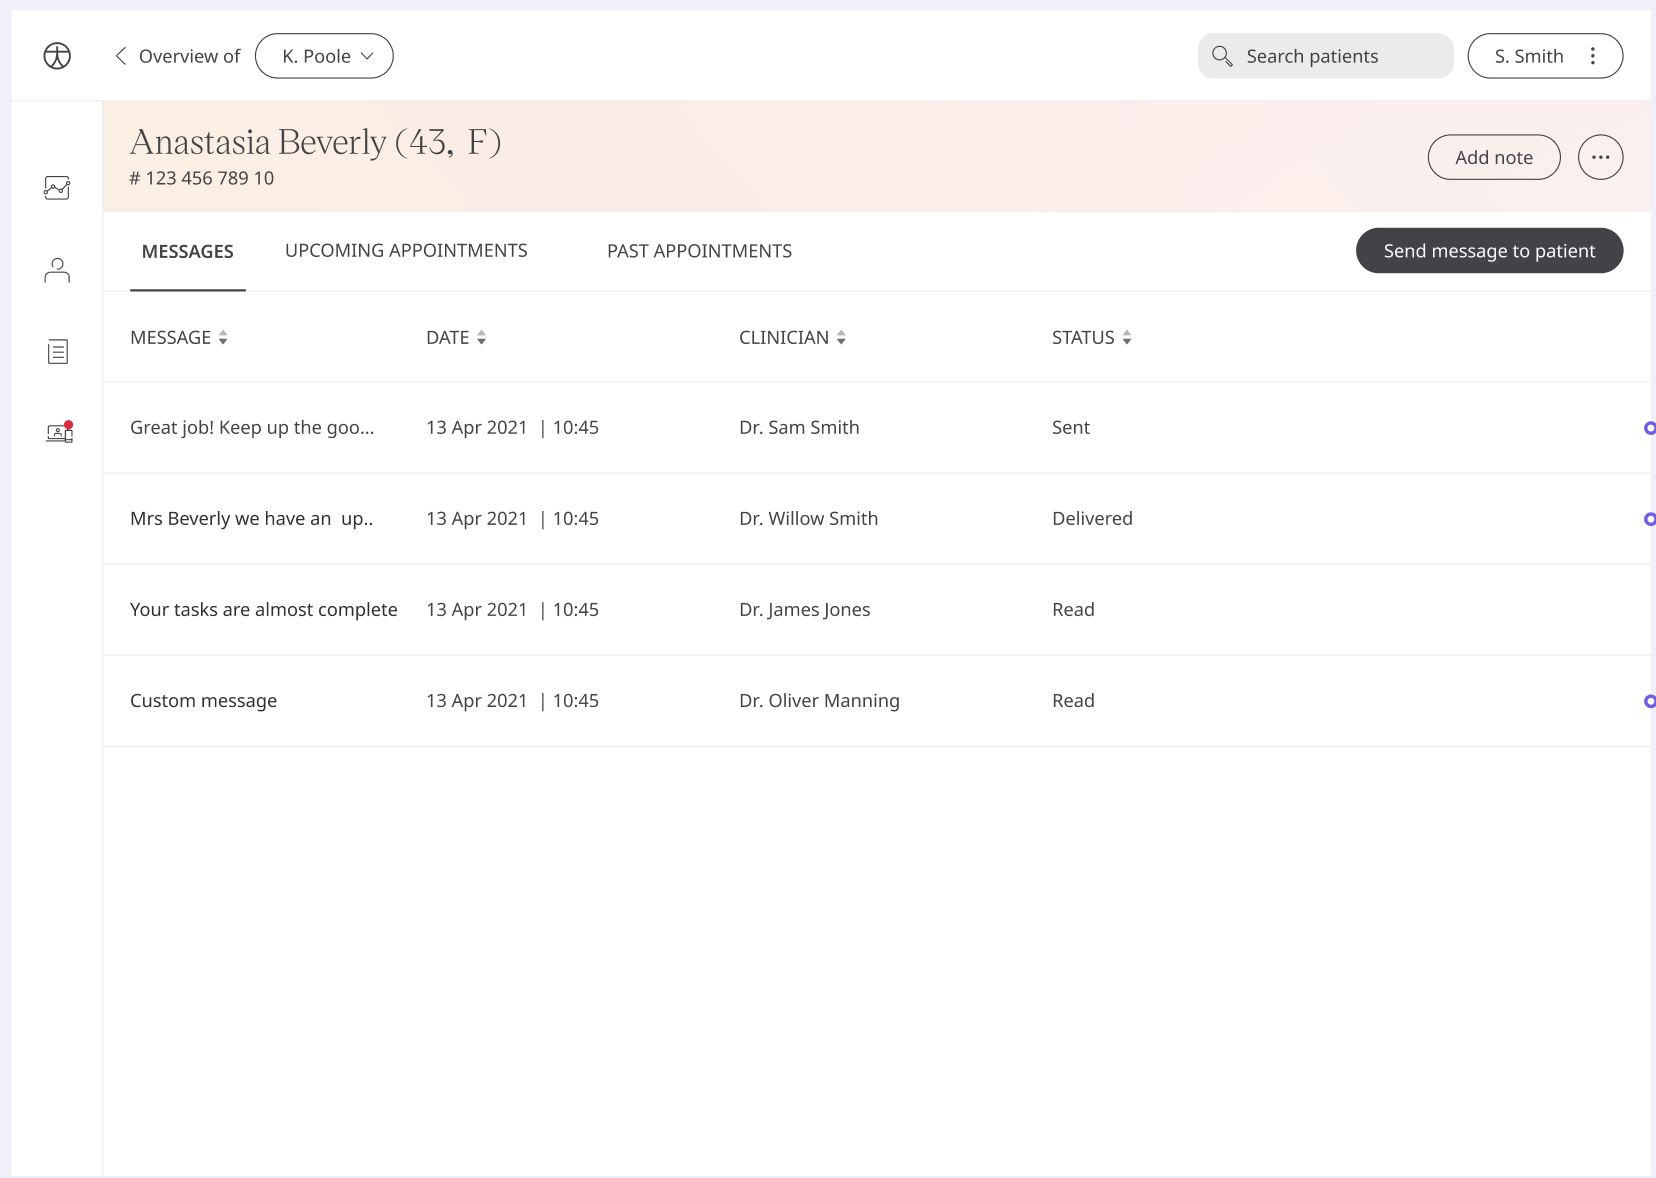 Overview of K. Poole Search patients S. Smith
Anastasia Beverly (43, F)
# 123 456 789 10
Add note
MESSAGES UPCOMING APPOINTMENTS PAST APPOINTMENTS Send message to patient
MESSAGE DATE CLINICIAN STATUS
Great job! Keep up the goo... 13 Apr 2021 | 10:45 Dr. Sam Smith Sent
Mrs Beverly we have an up.. 13 Apr 2021 | 10:45 Dr. Willow Smith Delivered
Your tasks are almost complete 13 Apr 2021 | 10:45 Dr. James Jones Read
Custom message 13 Apr 2021 | 10:45 Dr. Oliver Manning Read